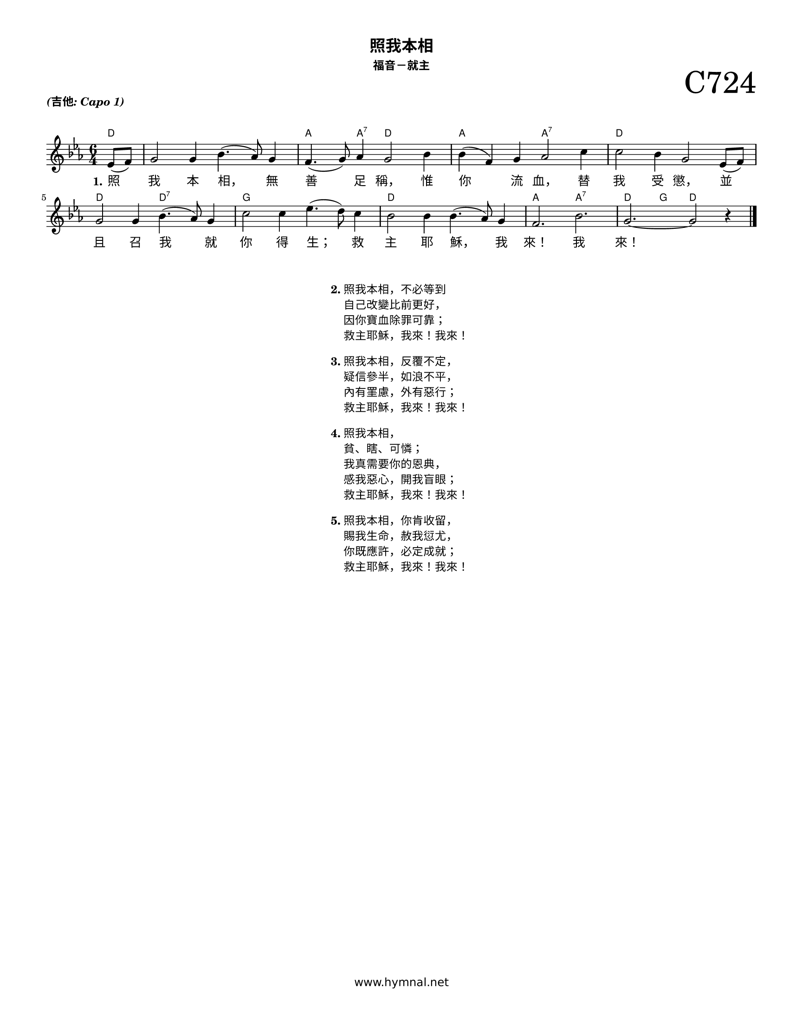 照我本相
福音－就主
C724
(吉他: Capo 1)
D A A7 D A A7 D
6
4
1. 照 我 本 相， 無 善 足 稱， 惟 你 流 血， 替 我 受 懲， 並
5
D D7 G D A A7 D G D
且 召 我 就 你 得 生； 救 主 耶 穌， 我 來！ 我 來！
2. 照我本相，不必等到
自己改變比前更好，
因你寶血除罪可靠；
救主耶穌，我來！我來！
3. 照我本相，反覆不定，
疑信參半，如浪不平，
內有罣慮，外有惡行；
救主耶穌，我來！我來！
4. 照我本相，
貧、瞎、可憐；
我真需要你的恩典，
感我惡心，開我盲眼；
救主耶穌，我來！我來！
5. 照我本相，你肯收留，
賜我生命，赦我愆尤，
你既應許，必定成就；
救主耶穌，我來！我來！
www.hymnal.net